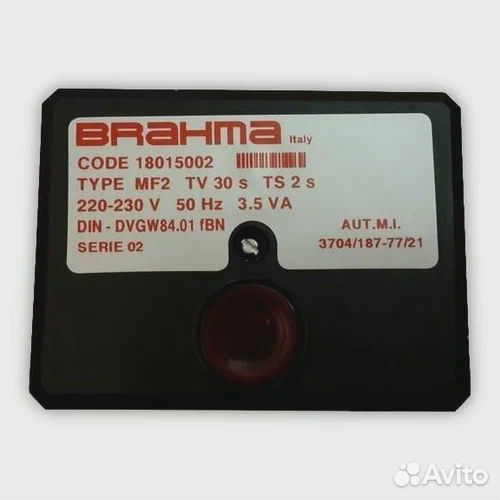 BRAHMA Italy
CODE 18015002
TYPE MF2 TV 30 s TS 2 s
220-230 V 50 Hz 3.5 VA
DIN - DVGW84.01 fBN AUT.M.I.
SERIE 02 3704/187-77/21
Avito